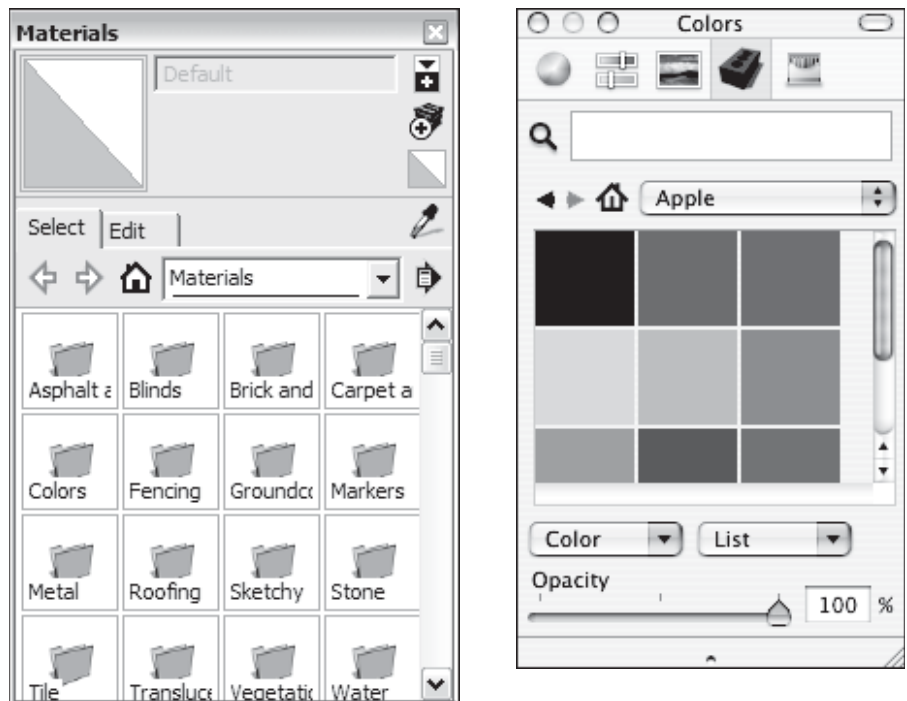 Materials
Default
Select Edit
Materials
Asphalt a Blinds Brick and Carpet a
Colors Fencing Groundco Markers
Metal Roofing Sketchy Stone
Tile Transluce Vegetatic Water
Colors
Apple
Color List
Opacity
100 %